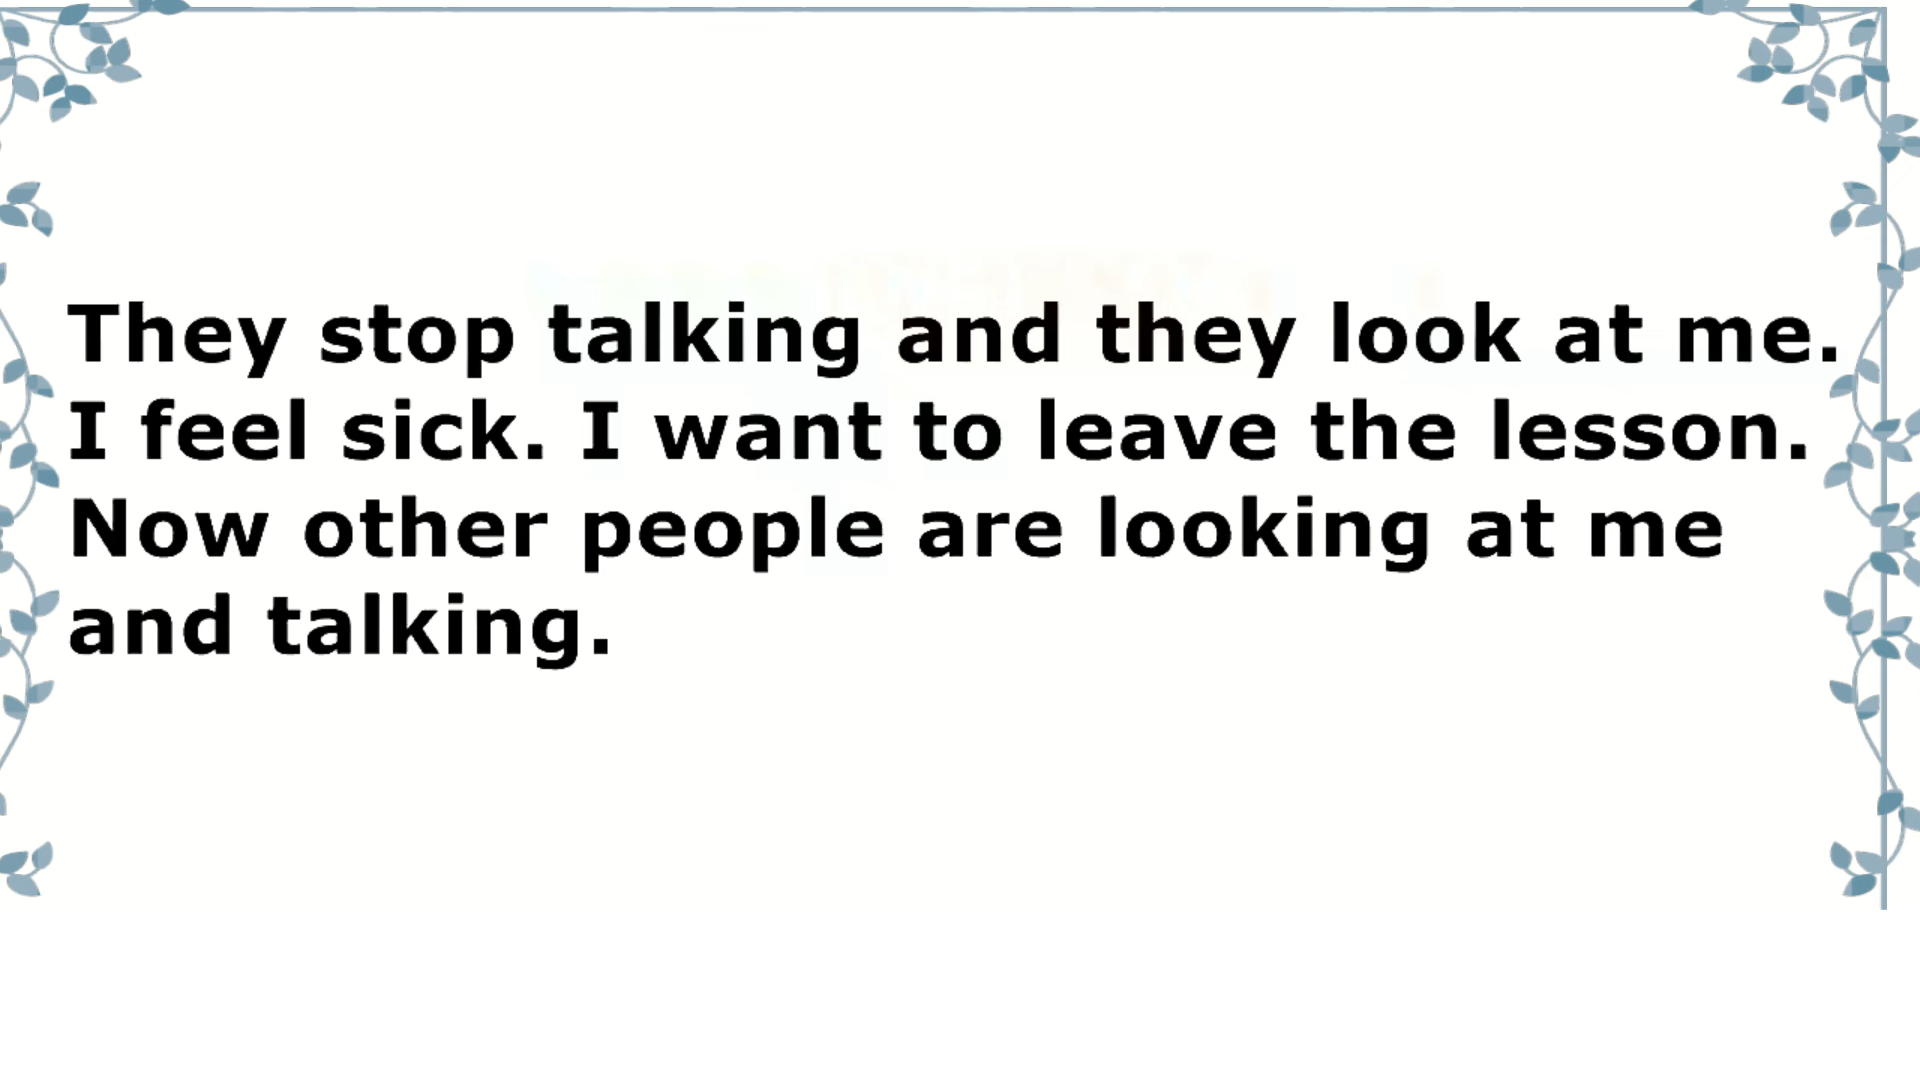 They stop talking and they look at me.
I feel sick. I want to leave the lesson.
Now other people are looking at me
and talking.